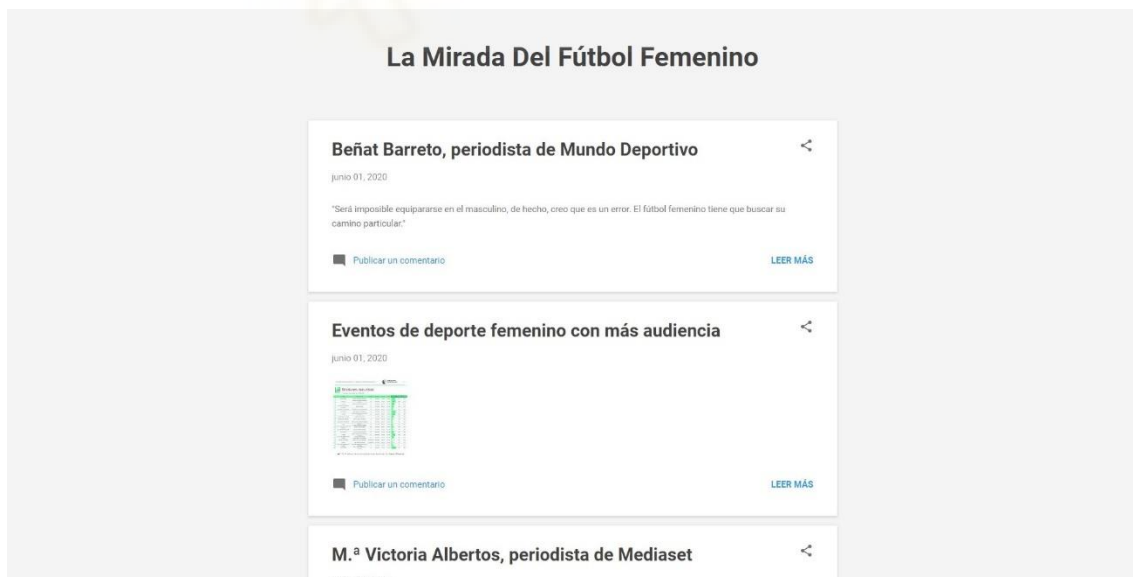 La Mirada Del Fútbol Femenino
Beñat Barreto, periodista de Mundo Deportivo
junio 01, 2020
"Será imposible equipararse en el masculino, de hecho, creo que es un error. El fútbol femenino tiene que buscar su
camino particular."
Publicar un comentario
LEER MÁS
Eventos de deporte femenino con más audiencia
junio 01, 2020
Publicar un comentario
LEER MÁS
M.ª Victoria Albertos, periodista de Mediaset